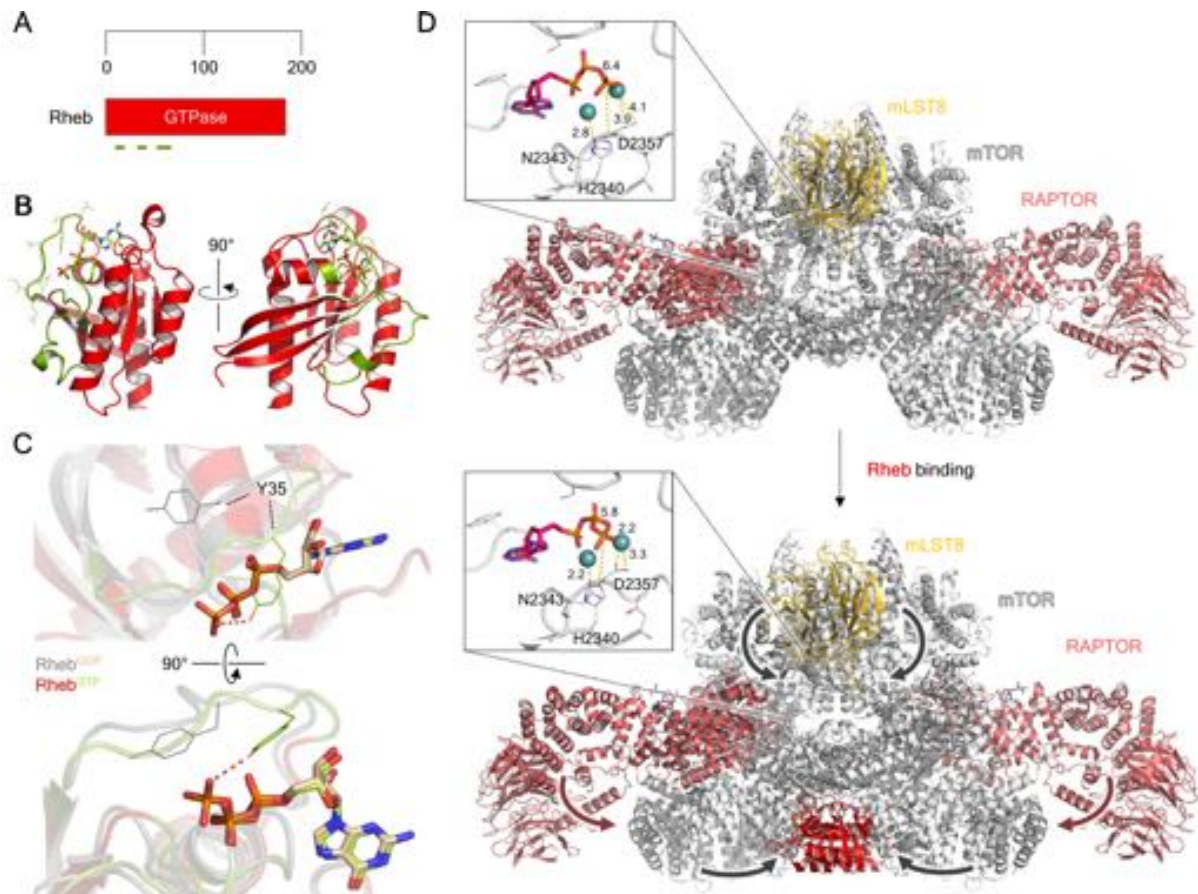 A
0 100 200
Rheb GTPase
B
90°
C
Y35
90°
Rheb^GDP
Rheb^GTP
D
6.4
4.1
3.9
2.8
N2343 D2357
H2340
mLST8
mTOR
RAPTOR
Rheb binding
5.8
2.2
3.3
2.2
N2343 D2357
H2340
mLST8
mTOR
RAPTOR